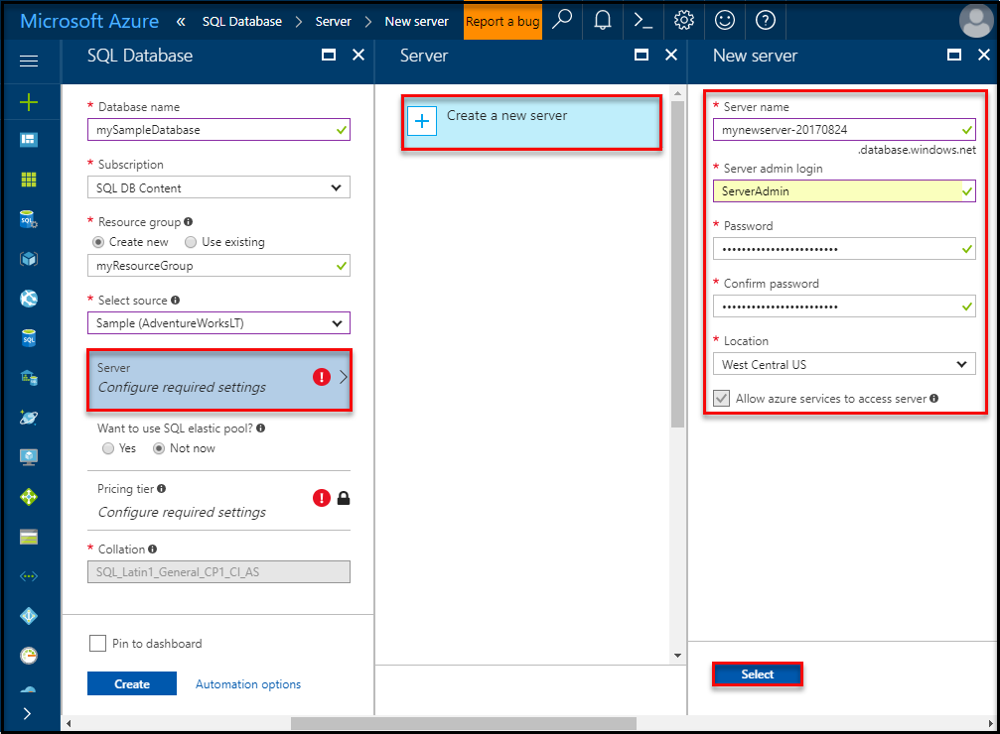 Microsoft Azure « SQL Database > Server > New server Report a bug
SQL Database
* Database name
mySampleDatabase
* Subscription
SQL DB Content
* Resource group
Create new Use existing
myResourceGroup
* Select source
Sample (AdventureWorksLT)
Server
Configure required settings
Want to use SQL elastic pool?
Yes Not now
Pricing tier
Configure required settings
* Collation
SQL_Latin1_General_CP1_CI_AS
Pin to dashboard
Create Automation options
Server
Create a new server
New server
* Server name
mynewserver-20170824
.database.windows.net
* Server admin login
ServerAdmin
* Password
* Confirm password
* Location
West Central US
Allow azure services to access server
Select
SQL
SQL